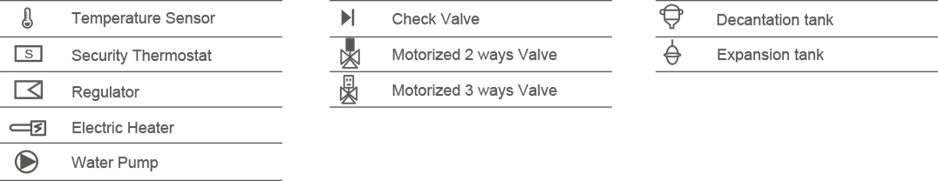 Temperature Sensor
S
Security Thermostat
Regulator
Electric Heater
Water Pump
Check Valve
Motorized 2 ways Valve
Motorized 3 ways Valve
Decantation tank
Expansion tank